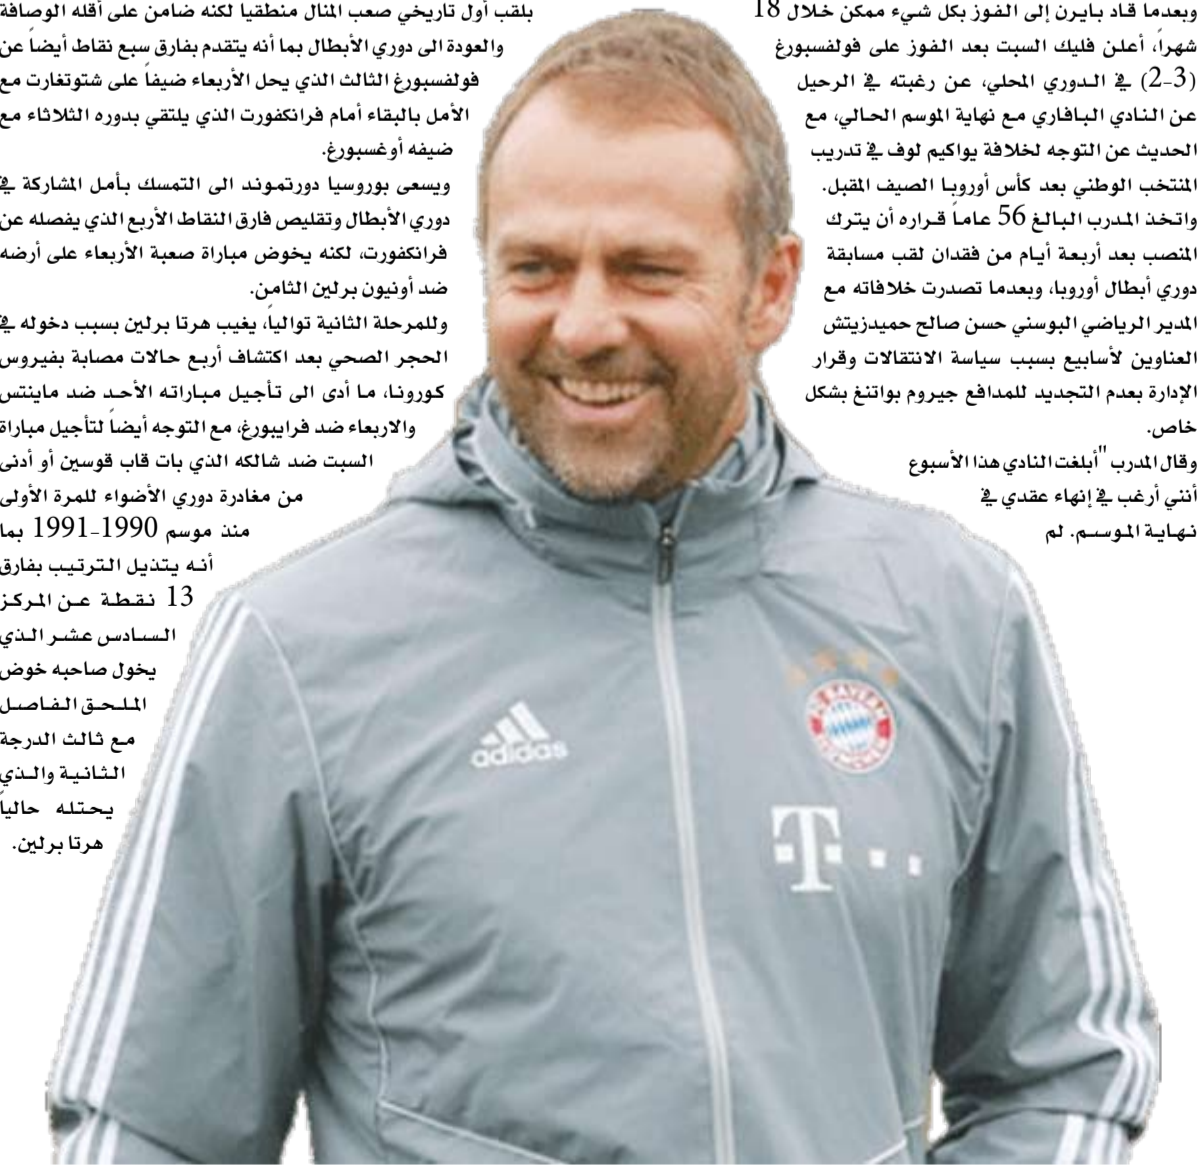 وبعدما قاد بايرن إلى الفوز بكل شيء ممكن خلال 18
شهراً، أعلن فليك السبت بعد الفوز على فولفسبورغ
(3-2) في الدوري المحلي، عن رغبته في الرحيل
عن النادي البافاري مع نهاية الموسم الحالي، مع
الحديث عن التوجه لخلافة يواكيم لوف في تدريب
المنتخب الوطني بعد كأس أوروبا الصيف المقبل.
واتخذ المدرب البالغ 56 عاماً قراره أن يترك
المنصب بعد أربعة أيام من فقدان لقب مسابقة
دوري أبطال أوروبا، وبعدما تصدرت خلافاته مع
المدير الرياضي البوسني حسن صالح حميدزيتش
العناوين لأسابيع بسبب سياسة الانتقالات وقرار
الإدارة بعدم التجديد للمدافع جيروم بواتنغ بشكل
خاص.
وقال المدرب "أبلغت النادي هذا الأسبوع
أنني أرغب في إنهاء عقدي في
نهاية الموسم. لم
بلقب أول تاريخي صعب المنال منطقيا لكنه ضامن على أقله الوصافة
والعودة الى دوري الأبطال بما أنه يتقدم بفارق سبع نقاط أيضاً عن
فولفسبورغ الثالث الذي يحل الأربعاء ضيفاً على شتوتغارت مع
الأمل بالبقاء أمام فرانكفورت الذي يلتقي بدوره الثلاثاء مع
ضيفه أوغسبورغ.
ويسعى بوروسيا دورتموند الى التمسك بأمل المشاركة في
دوري الأبطال وتقليص فارق النقاط الأربع الذي يفصله عن
فرانكفورت، لكنه يخوض مباراة صعبة الأربعاء على أرضه
ضد أونيون برلين الثامن.
وللمرحلة الثانية توالياً، يغيب هرتا برلين بسبب دخوله في
الحجر الصحي بعد اكتشاف أربع حالات مصابة بفيروس
كورونا، ما أدى الى تأجيل مباراته الأحد ضد ماينتس
والاربعاء ضد فرايبورغ، مع التوجه أيضاً لتأجيل مباراة
السبت ضد شالكه الذي بات قاب قوسين أو أدنى
من مغادرة دوري الأضواء للمرة الأولى
منذ موسم 1990-1991 بما
أنه يتذيل الترتيب بفارق
13 نقطة عن المركز
السادس عشر الذي
يخول صاحبه خوض
الملحق الفاصل
مع ثالث الدرجة
الثانية والذي
يحتله حالياً
هرتا برلين.
adidas
FC BAYERN
MÜNCHEN
T